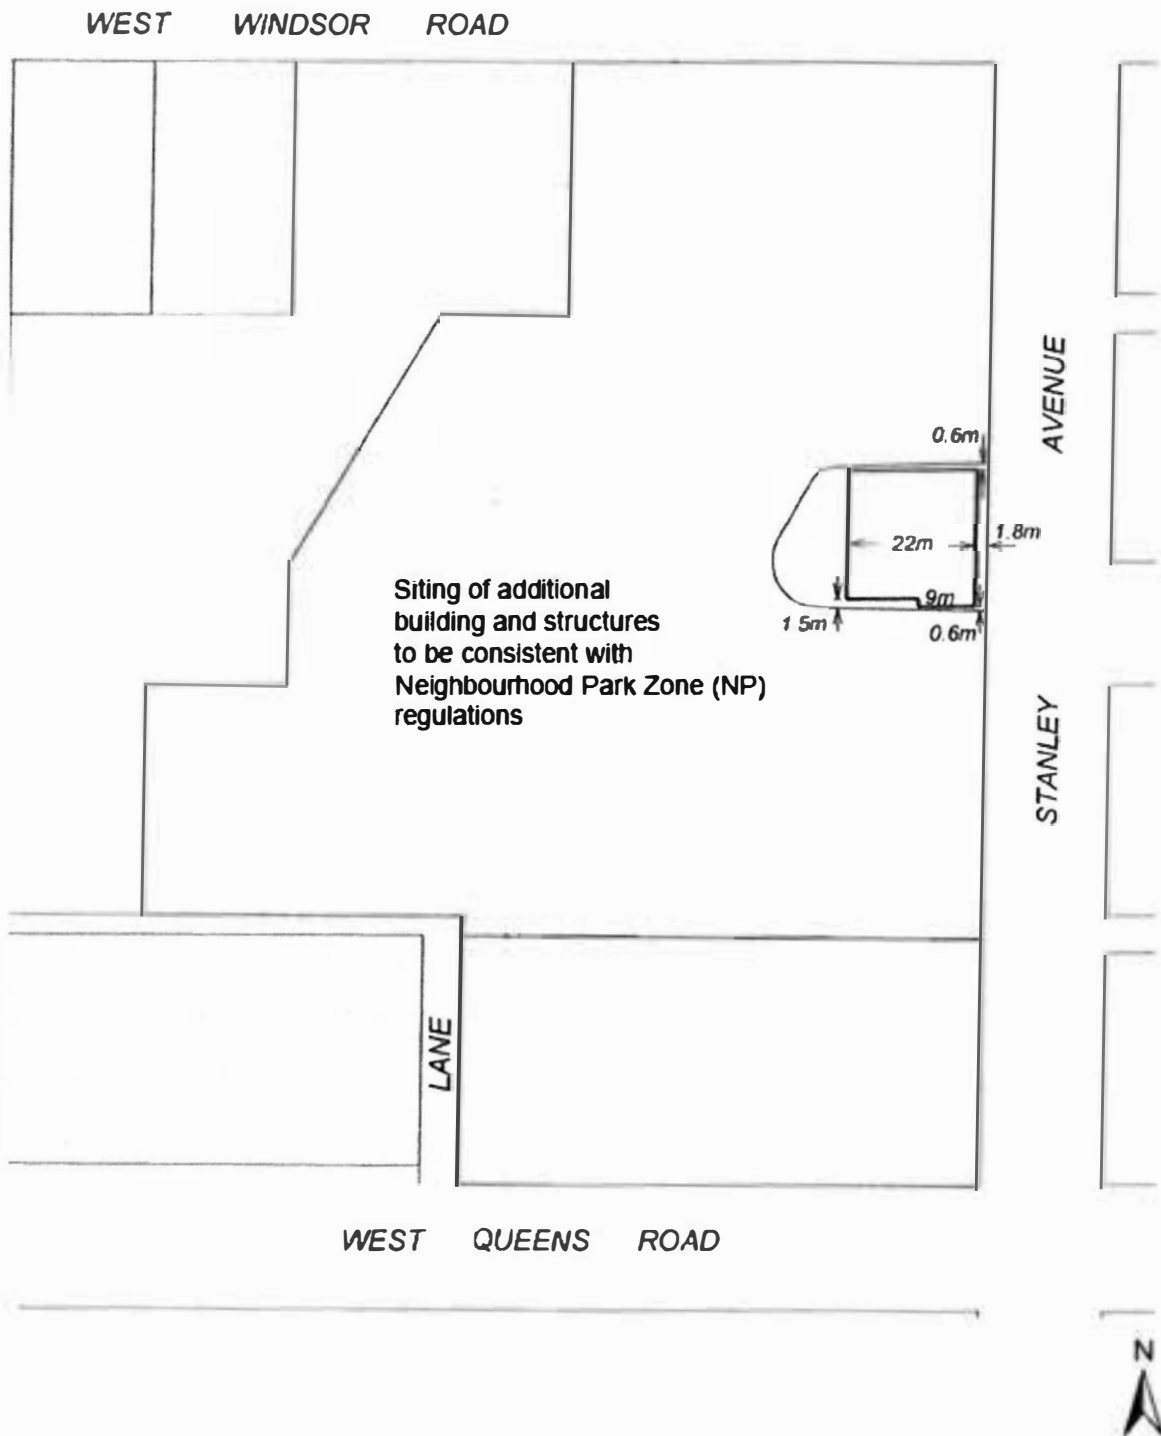 WEST WINDSOR ROAD
AVENUE
0.6m
1.8m
22m
9m
1.5m
0.6m
Siting of additional
building and structures
to be consistent with
Neighbourhood Park Zone (NP)
regulations
STANLEY
LANE
WEST QUEENS ROAD
N